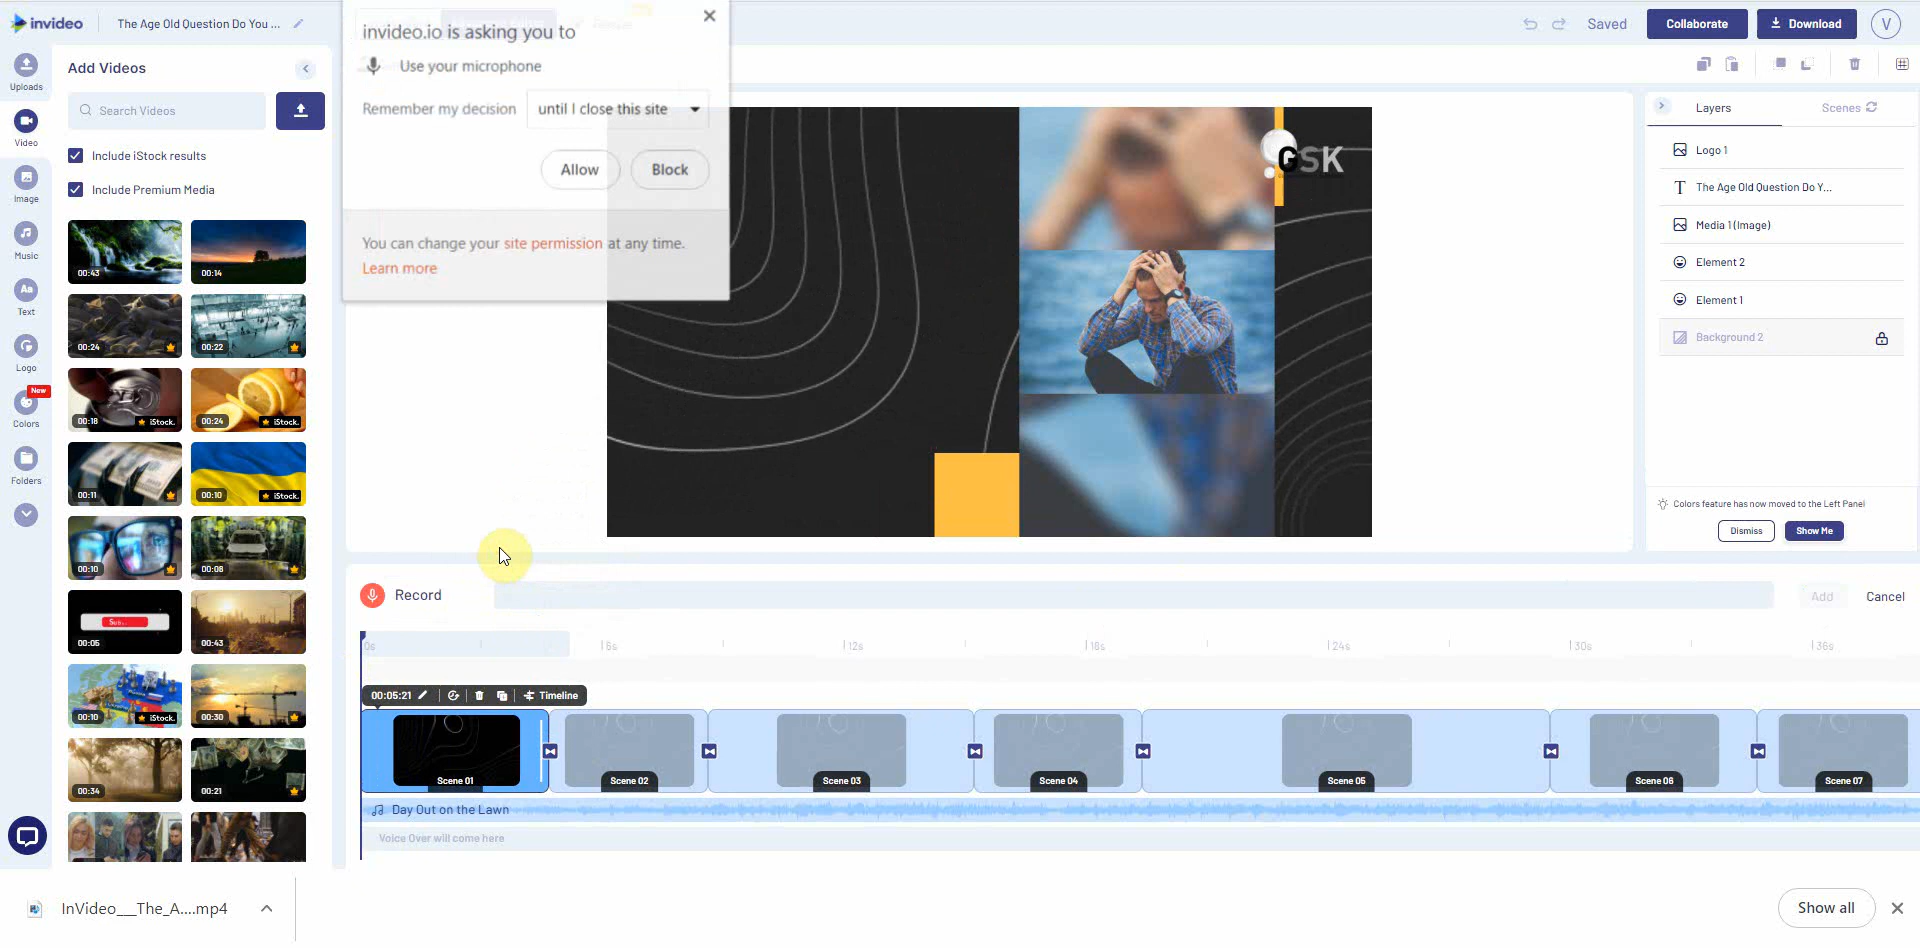 invideo
The Age Old Question Do You ...
Saved
Collaborate
Download
V
invideo.io is asking you to
Use your microphone
Remember my decision
until I close this site
Allow
Block
You can change your site permission at any time.
Learn more
Uploads
Video
Image
Music
Aa
Text
Logo
New
Colors
Folders
Add Videos
Search Videos
Include iStock results
Include Premium Media
00:43
00:14
00:24
00:22
00:18
iStock.
00:24
iStock.
00:11
00:10
iStock.
00:10
00:08
00:05
00:43
00:10
iStock.
00:30
00:34
00:21
GSK
Layers
Scenes
Logo 1
The Age Old Question Do Y...
Media 1 (Image)
Element 2
Element 1
Background 2
Colors feature has now moved to the Left Panel
Dismiss
Show Me
Record
Add
Cancel
0s
6s
12s
18s
24s
30s
36s
00:05:21
Timeline
Scene 01
Scene 02
Scene 03
Scene 04
Scene 05
Scene 06
Scene 07
Day Out on the Lawn
Voice Over will come here
InVideo__The_A....mp4
Show all